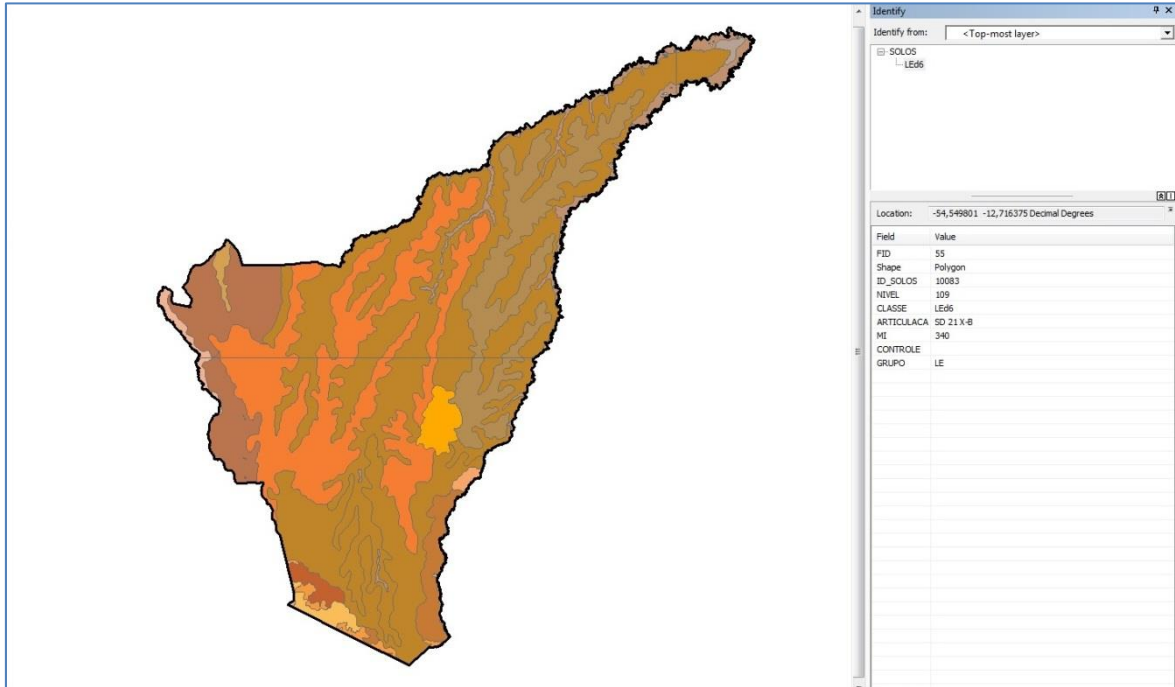 Identify
Identify from: <Top-most layer>
SOLOS
LEd6
Location: -54,549801 -12,716375 Decimal Degrees
Field Value
FID 55
Shape Polygon
ID_SOLOS 10083
NIVEL 109
CLASSE LEd6
ARTICULACA SD 21 X-B
MI 340
CONTROLE
GRUPO LE